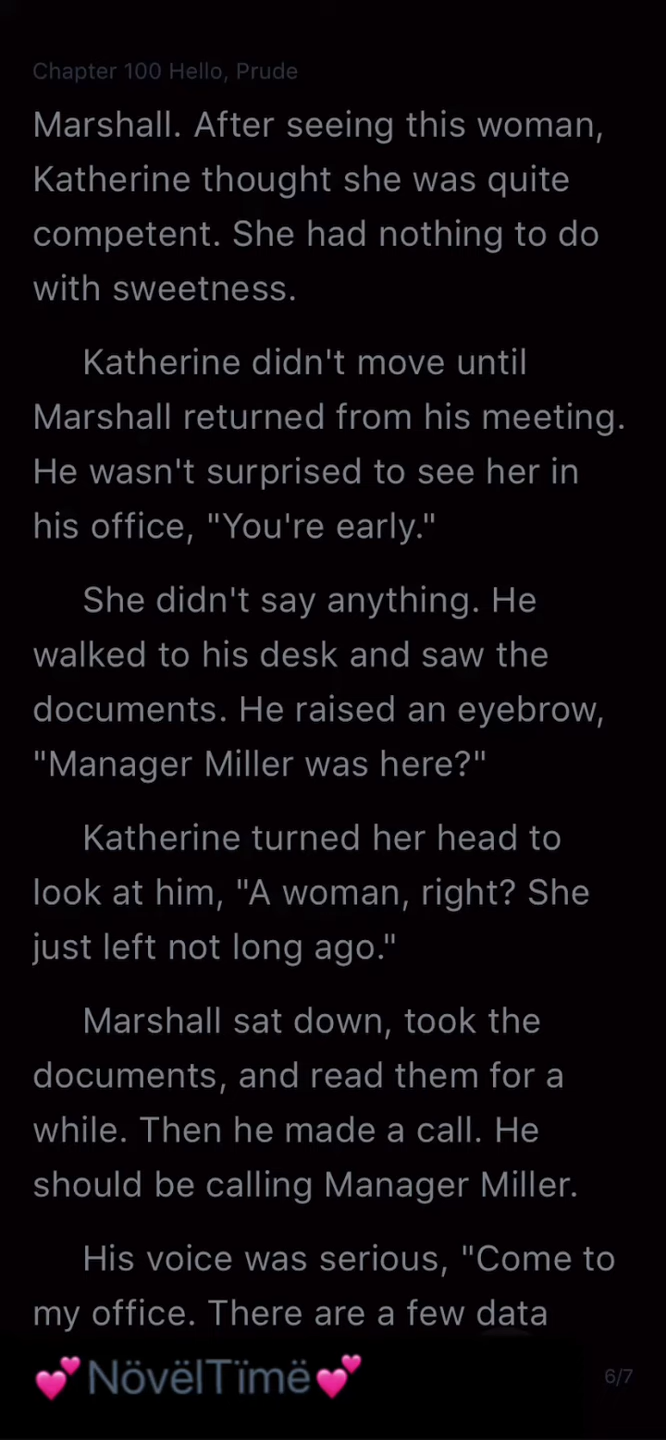 Chapter 100 Hello, Prude
Marshall. After seeing this woman,
Katherine thought she was quite
competent. She had nothing to do
with sweetness.
Katherine didn't move until
Marshall returned from his meeting.
He wasn't surprised to see her in
his office, "You're early."
She didn't say anything. He
walked to his desk and saw the
documents. He raised an eyebrow,
"Manager Miller was here?"
Katherine turned her head to
look at him, "A woman, right? She
just left not long ago."
Marshall sat down, took the
documents, and read them for a
while. Then he made a call. He
should be calling Manager Miller.
His voice was serious, "Come to
my office. There are a few data
💕NövëlTïmë💕
6/7